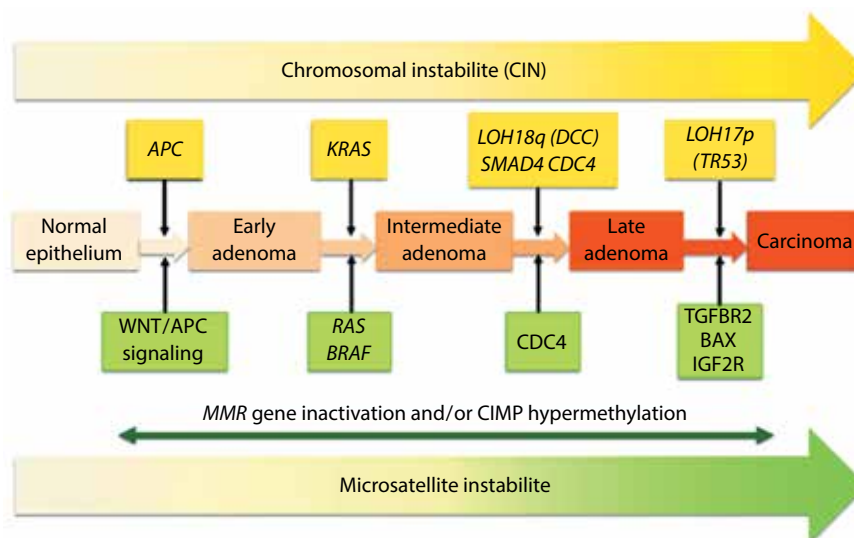 Chromosomal instabilite (CIN)
APC
KRAS
LOH18q (DCC)
SMAD4 CDC4
LOH17p
(TR53)
Normal
epithelium
Early
adenoma
Intermediate
adenoma
Late
adenoma
Carcinoma
WNT/APC
signaling
RAS
BRAF
CDC4
TGFBR2
BAX
IGF2R
MMR gene inactivation and/or CIMP hypermethylation
Microsatellite instabilite